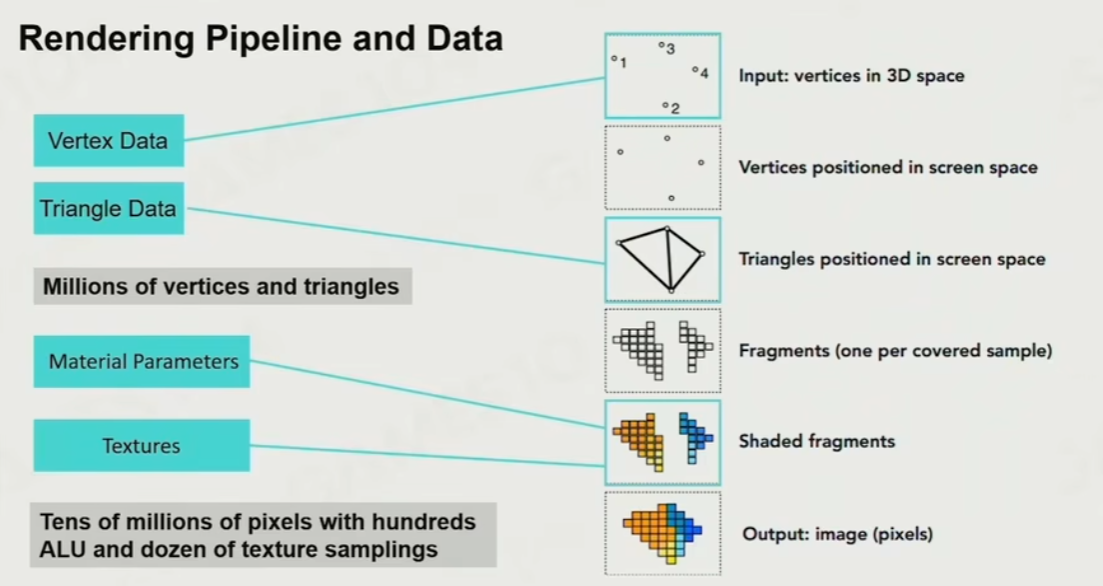 Rendering Pipeline and Data
Vertex Data
Triangle Data
Millions of vertices and triangles
Material Parameters
Textures
Tens of millions of pixels with hundreds
ALU and dozen of texture samplings
1
3
4
2
Input: vertices in 3D space
Vertices positioned in screen space
Triangles positioned in screen space
Fragments (one per covered sample)
Shaded fragments
Output: image (pixels)